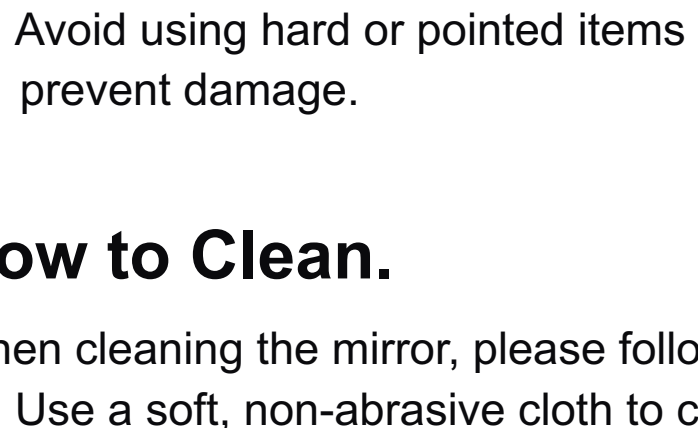 Avoid using hard or pointed items
prevent damage.
ow to Clean.
hen cleaning the mirror, please follo
Use a soft, non-abrasive cloth to c